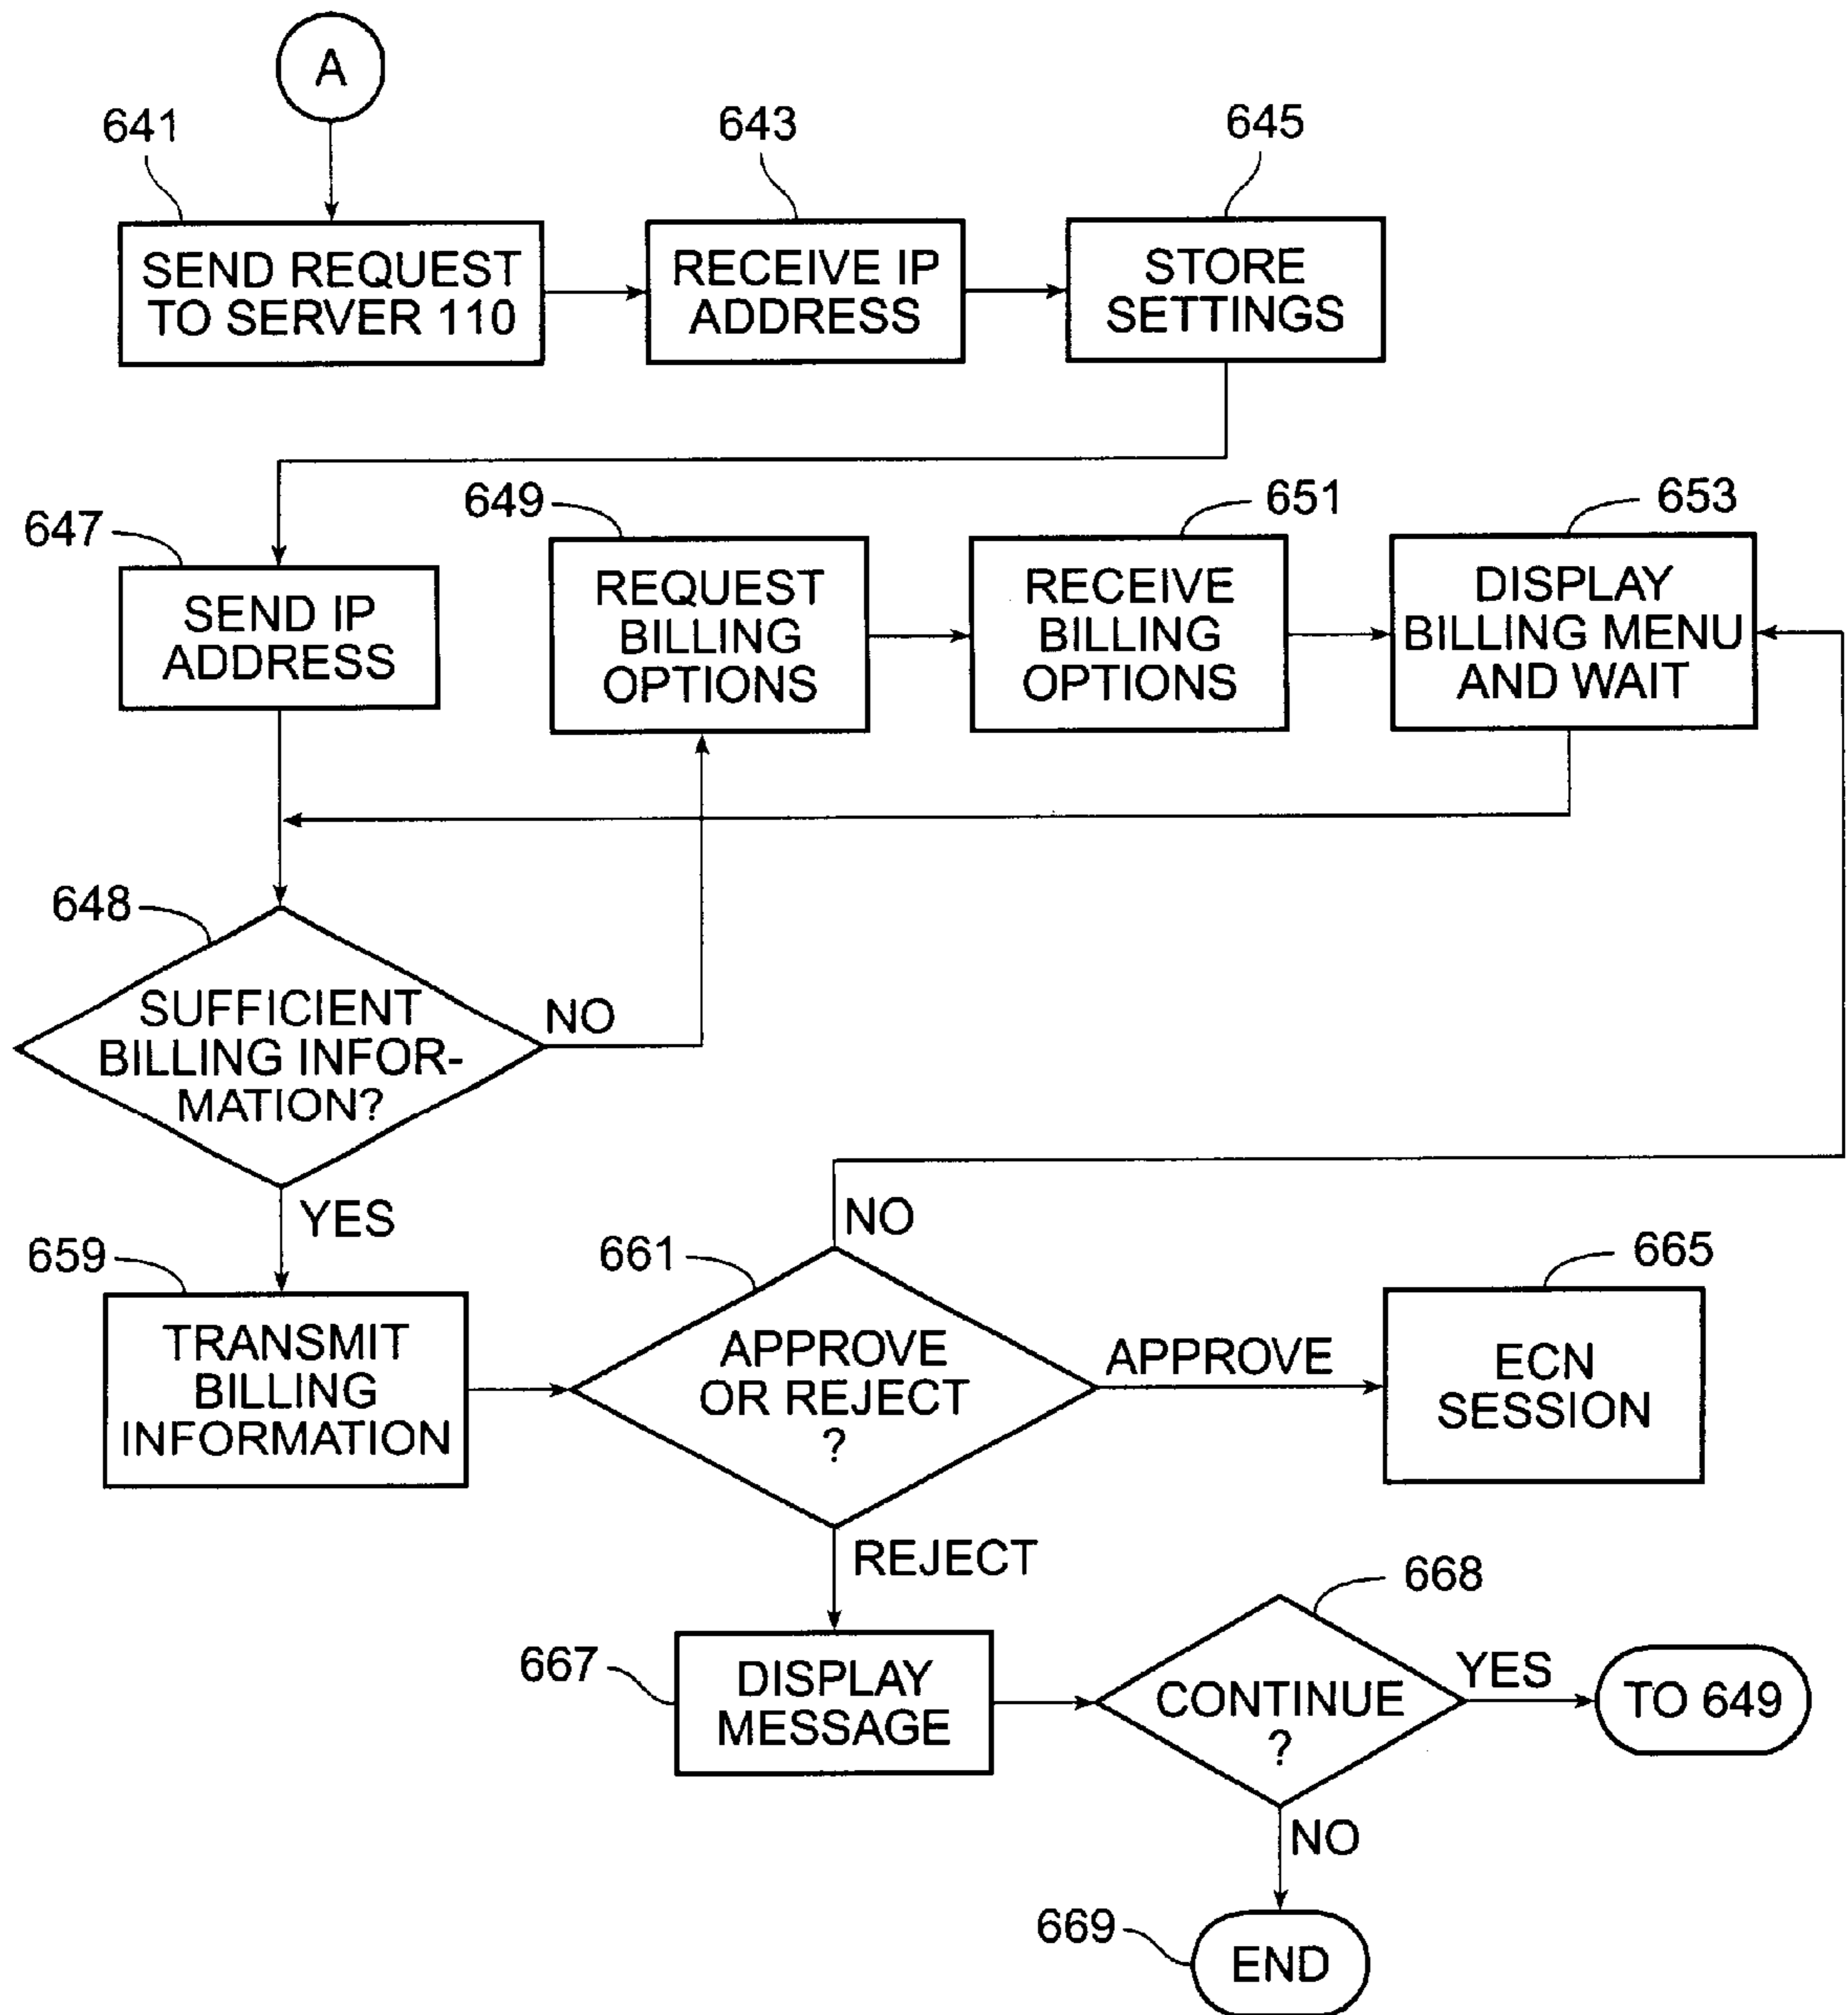 A
641
643
645
SEND REQUEST
TO SERVER 110
RECEIVE IP
ADDRESS
STORE
SETTINGS
647
649
651
653
SEND IP
ADDRESS
REQUEST
BILLING
OPTIONS
RECEIVE
BILLING
OPTIONS
DISPLAY
BILLING MENU
AND WAIT
648
SUFFICIENT
BILLING INFOR-
MATION?
NO
YES
NO
659
661
665
TRANSMIT
BILLING
INFORMATION
APPROVE
OR REJECT
?
APPROVE
ECN
SESSION
REJECT
668
667
DISPLAY
MESSAGE
CONTINUE
?
YES
TO 649
NO
669
END